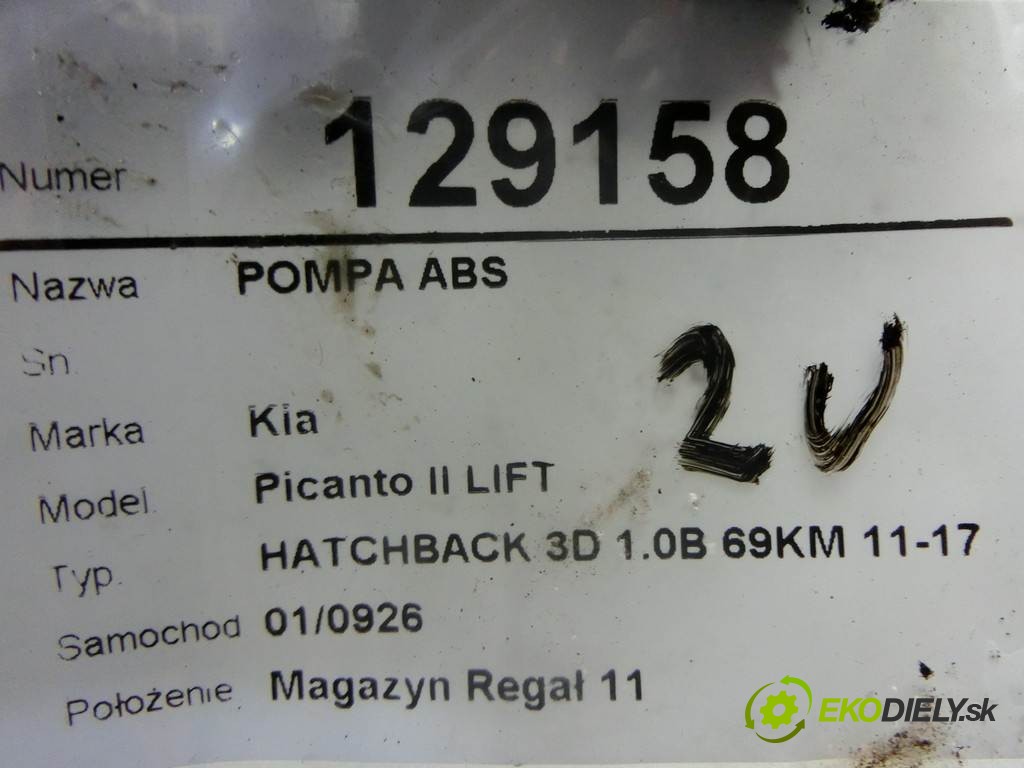 Numer 129158
Nazwa POMPA ABS
Sn.
Marka Kia
2U
Model. Picanto II LIFT
Typ. HATCHBACK 3D 1.0B 69KM 11-17
Samochod 01/0926
Położenie Magazyn Regał 11
EKODIELY.sk